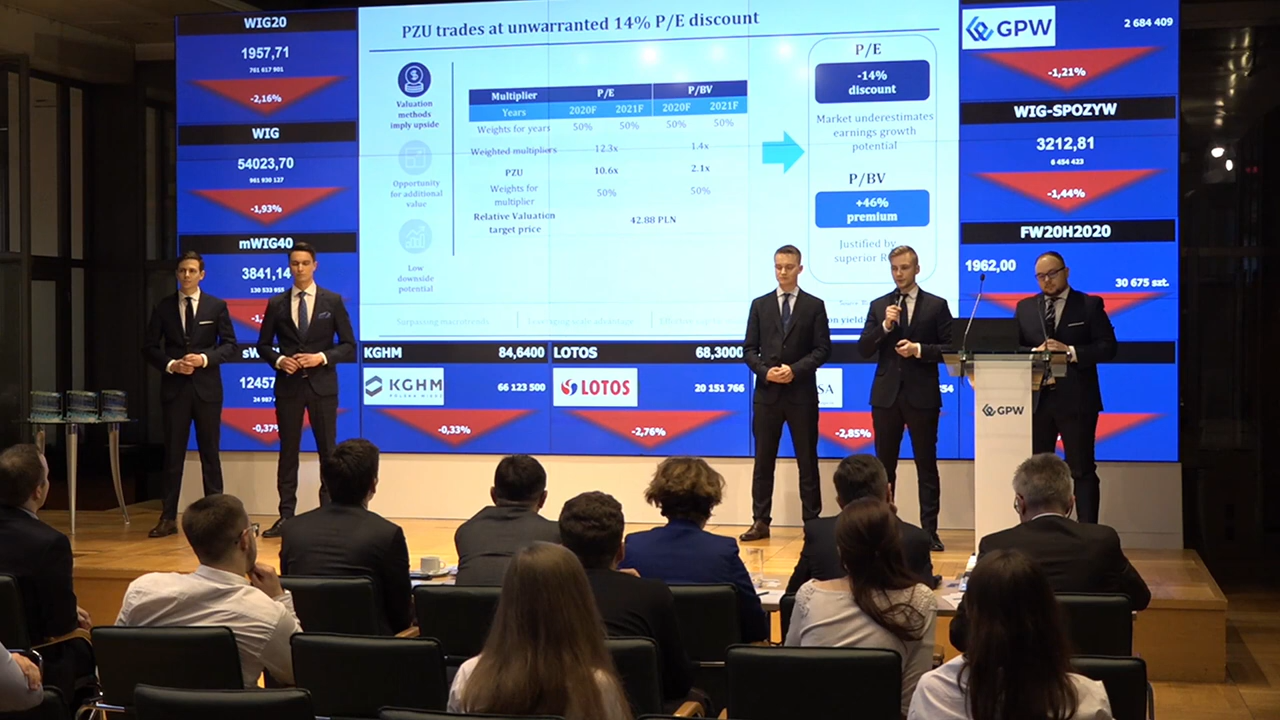 WIG20
1957,71
761 617 901
-2,16%
WIG
54023,70
961 930 127
-1,93%
mWIG40
3841,14
130 533 955
12457
-0,37%
PZU trades at unwarranted 14% P/E discount
Valuation
methods
imply upside
Opportunity
for additional
value
Low
downside
potential
Multiplier P/E P/BV
Years 2020F 2021F 2020F 2021F
Weights for years 50% 50% 50% 50%
Weighted multipliers 12.3x 1.4x
PZU 10.6x 2.1x
Weights for
multiplier 50% 50%
Relative Valuation
target price 42.88 PLN
P/E
-14%
discount
Market underestimates
earnings growth
potential
P/BV
+46%
premium
Justified by
superior
GPW
2 684 409
-1,21%
WIG-SPOZYW
3212,81
6 454 423
-1,44%
FW20H2020
1962,00
30 675 szt.
KGHM 84,6400
KGHM
POLSKA MIEDŹ
66 123 500
-0,33%
LOTOS 68,3000
LOTOS
20 151 766
-2,76%
-2,85%
GPW